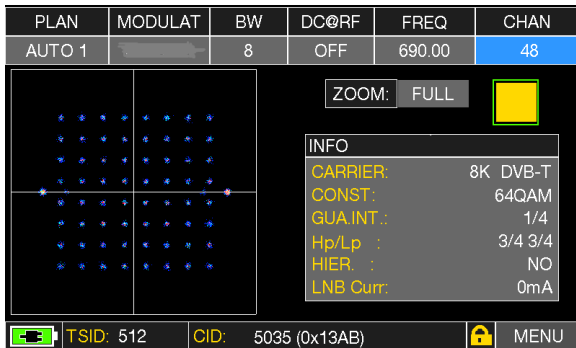 PLAN MODULAT BW DC@RF FREQ CHAN
AUTO 1 8 OFF 690.00 48
ZOOM: FULL
INFO
CARRIER: 8K DVB-T
CONST: 64QAM
GUA.INT.: 1/4
Hp/Lp : 3/4 3/4
HIER. : NO
LNB Curr: 0mA
TSID: 512 CID: 5035 (0x13AB) MENU